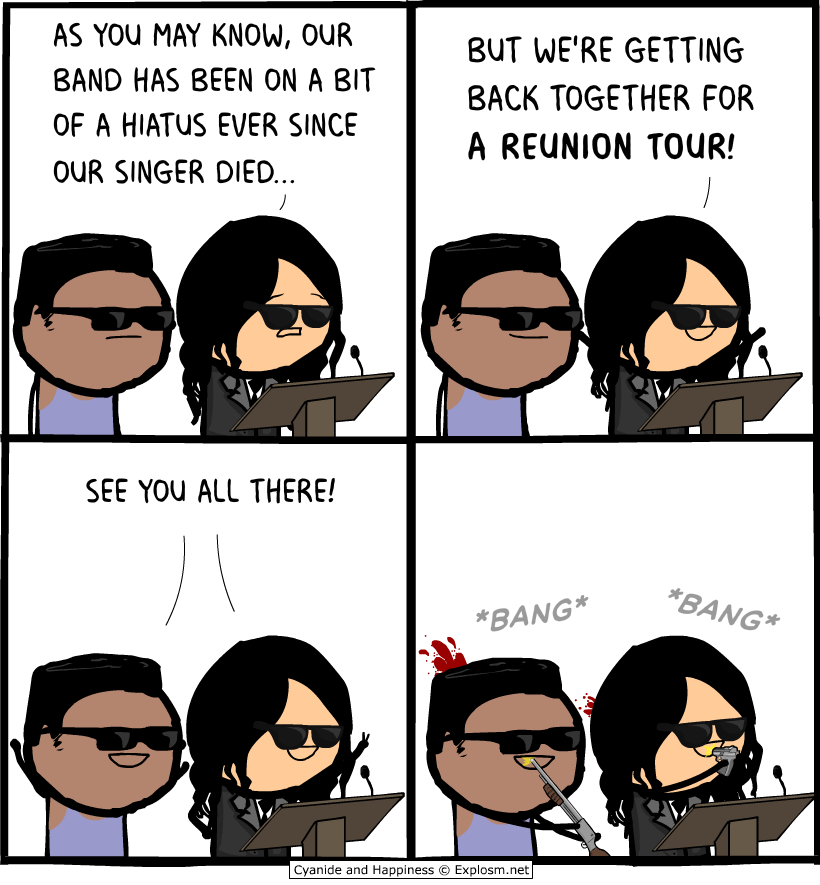 AS YOU MAY KNOW, OUR
BAND HAS BEEN ON A BIT
OF A HIATUS EVER SINCE
OUR SINGER DIED...
BUT WE'RE GETTING
BACK TOGETHER FOR
A REUNION TOUR!
SEE YOU ALL THERE!
*BANG*
*BANG*
Cyanide and Happiness © Explosm.net